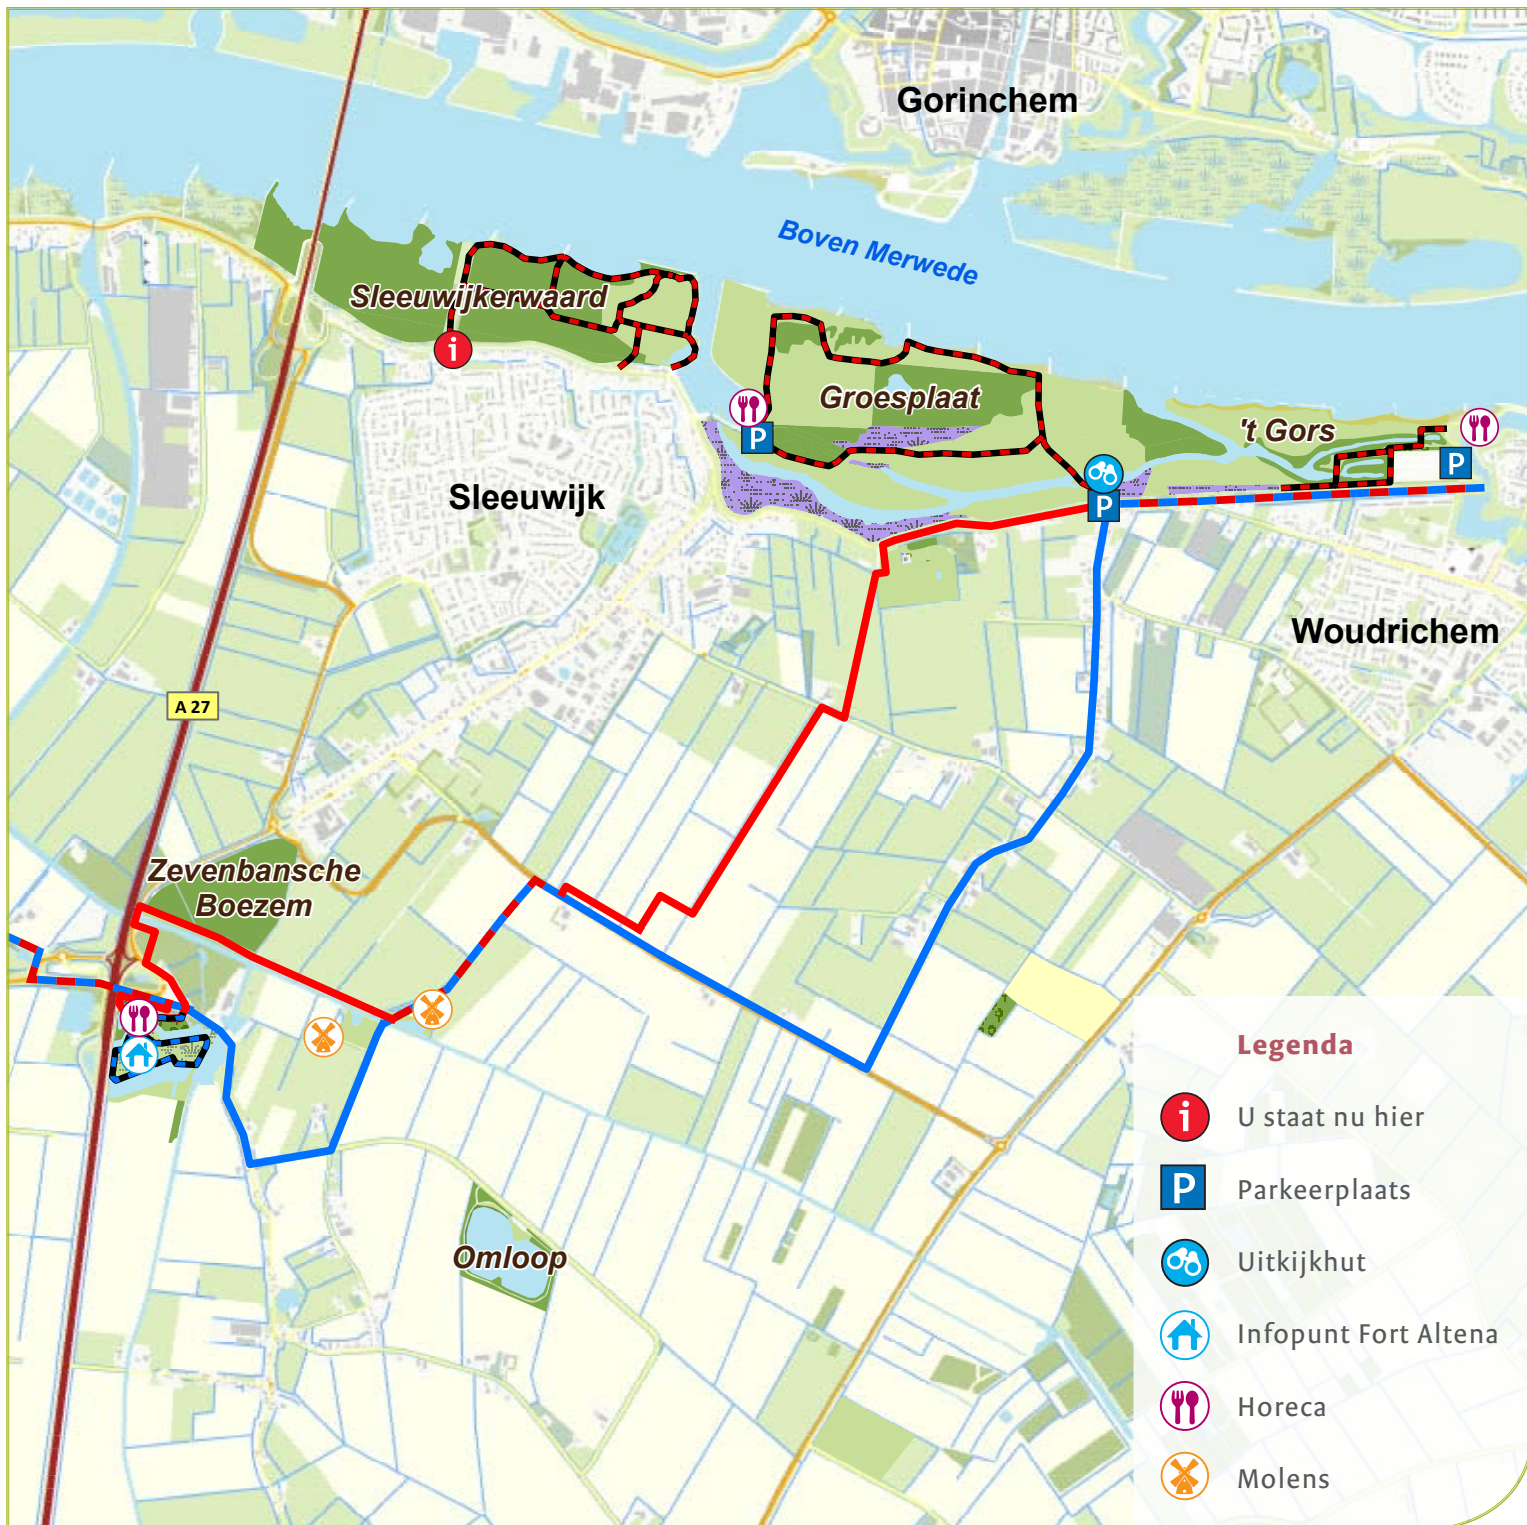 Gorinchem
Boven Merwede
Sleeuwijkerwaard
i
Groesplaat
't Gors
P
P
P
Sleeuwijk
Woudrichem
A 27
Zevenbansche
Boezem
Omloop
Legenda
i U staat nu hier
P Parkeerplaats
Uitkijkhut
Infopunt Fort Altena
Horeca
Molens